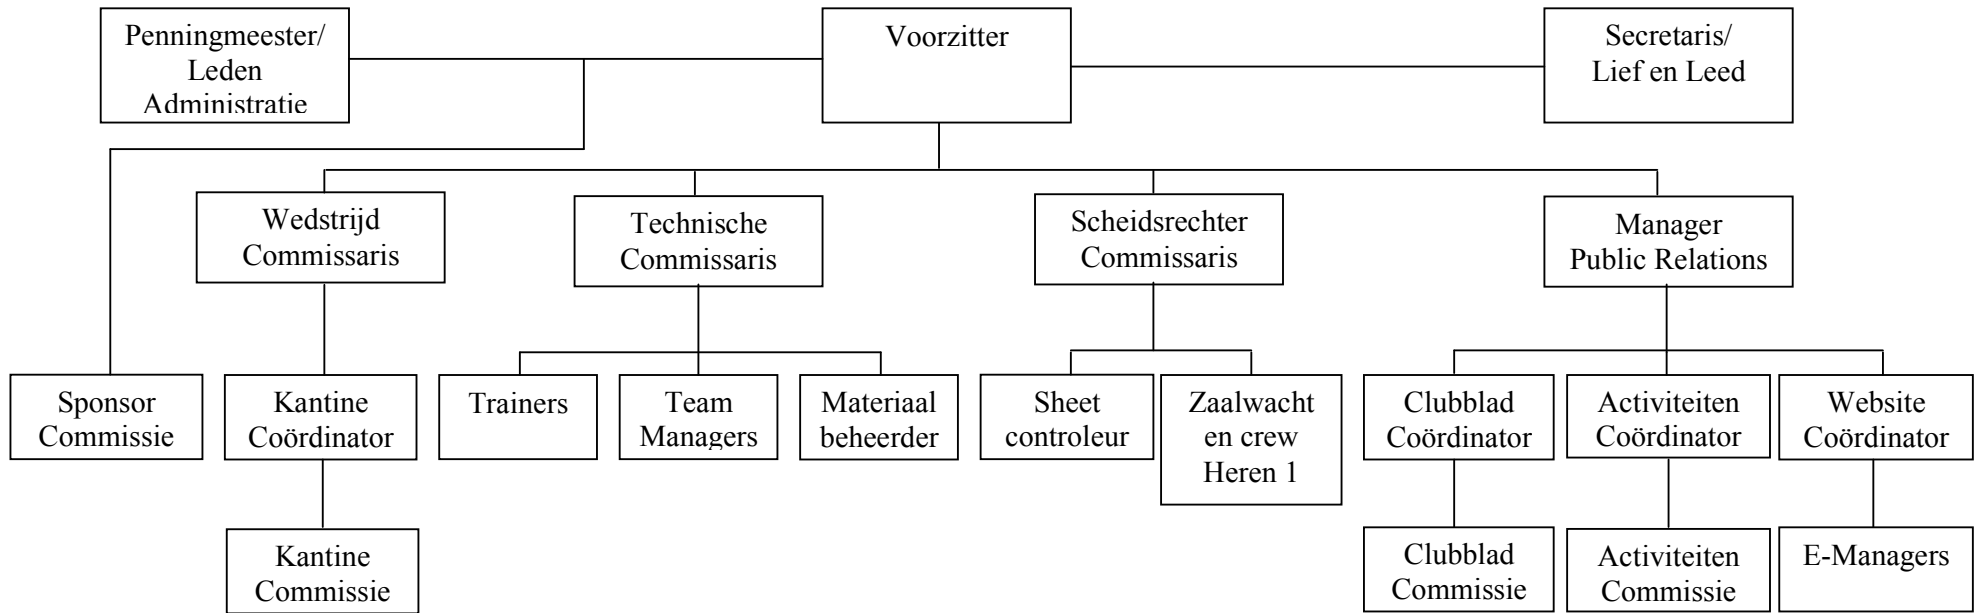 Penningmeester/
Leden
Administratie
Voorzitter
Secretaris/
Lief en Leed
Wedstrijd
Commissaris
Technische
Commissaris
Scheidsrechter
Commissaris
Manager
Public Relations
Sponsor
Commissie
Kantine
Coördinator
Trainers
Team
Managers
Materiaal
beheerder
Sheet
controleur
Zaalwacht
en crew
Heren 1
Clubblad
Coördinator
Activiteiten
Coördinator
Website
Coördinator
Kantine
Commissie
Clubblad
Commissie
Activiteiten
Commissie
E-Managers